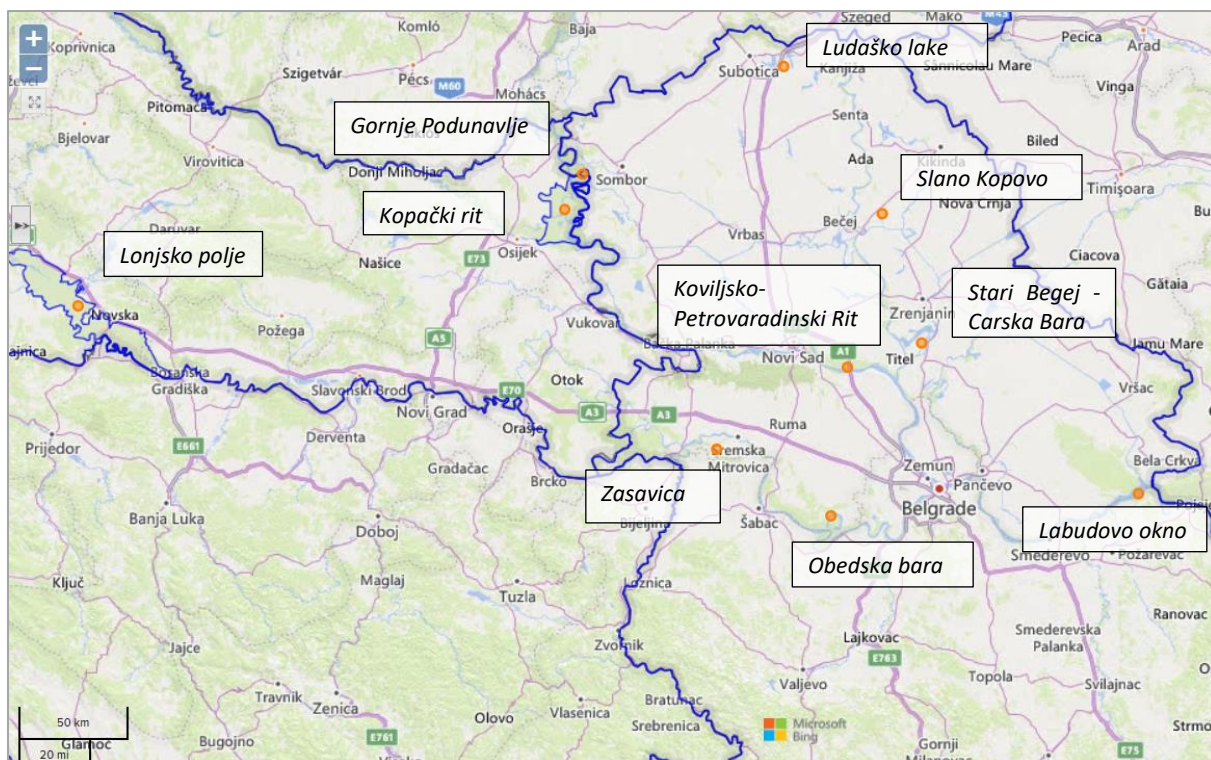 Komló
Baja
Szeged
Makó
M43
Pecica
Arad
+
−
Koprivnica
Szigetvár
Pécs
M60
Mohács
Subotica
Ludaško lake
Kanjiža
Sânnicolau Mare
Vinga
Pitomača
Bjelovar
Virovitica
Gornje Podunavlje
Siklós
Donji Miholjac
Senta
Ada
Kikinda
Biled
Sombor
Slano Kopovo
Timișoara
Nova Crnja
Kopački rit
Bečej
Vrbas
Daruvar
Našice
E73
Osijek
Ciacova
Gătaia
Lonjsko polje
Novska
Požega
Vukovar
Koviljsko-
Petrovaradinski Rit
Zrenjanin
Stari Begej -
Carska Bara
A5
Bačka Palanka
Novi Sad
A1
Titel
Jamu Mare
Bosanska
Gradiška
Slavonski Brod
Novi Grad
E70
Otok
A3
A3
Vršac
Prijedor
E661
Derventa
Orašje
Ruma
Gradačac
Sremska
Mitrovica
Zemun
Pančevo
Bela Crkva
Brcko
Zasavica
Bijeljina
Šabac
Belgrade
Banja Luka
Doboj
Obedska bara
Labudovo okno
Smederevo
Požarevac
Ključ
Maglaj
Tuzla
Loznica
Ranovac
Jajce
Zvornik
Lajkovac
E763
Smederevska
Palanka
Travnik
Zenica
Bratunac
Valjevo
Topola
Svilajnac
50 km
20 mi
Glamoč
Bugojno
E761
Olovo
Vlasenica
Srebrenica
Microsoft
Bing
Gornji
Milanovac
E75